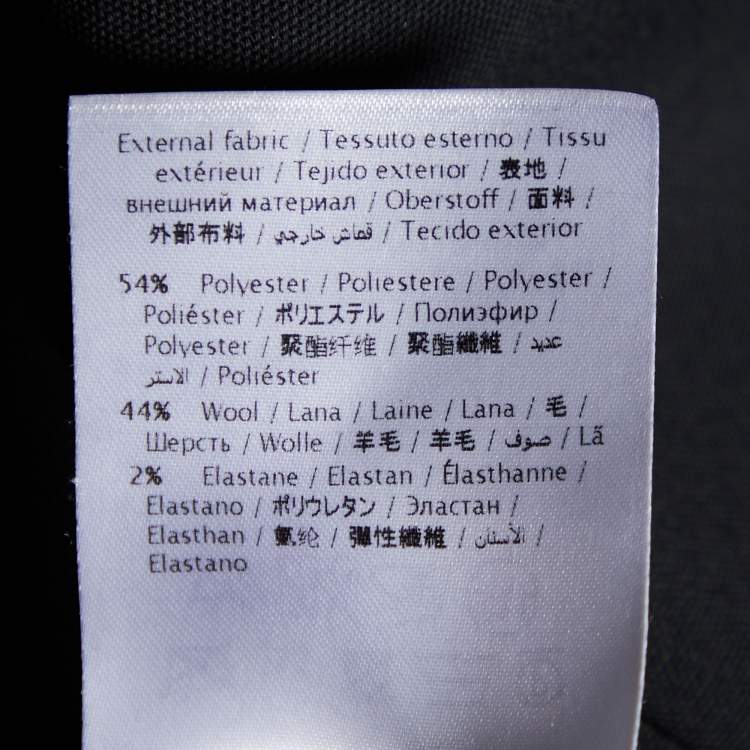 External fabric / Tessuto esterno / Tissu
extérieur / Tejido exterior / 表地 /
внешний материал / Oberstoff / 面料 /
外部布料 / قماش خارجي / Tecido exterior
54% Polyester / Poliestere / Polyester /
Poliéster / ポリエステル / Полиэфир /
Polyester / 聚酯纤维 / 聚酯纖維 / عديد
الاستر / Poliéster
44% Wool / Lana / Laine / Lana / 毛 /
Шерсть / Wolle / 羊毛 / 羊毛 / صوف / Lã
2% Elastane / Elastan / Élasthanne /
Elastano / ポリウレタン / Эластан /
Elasthan / 氨纶 / 彈性纖維 / الأستان /
Elastano